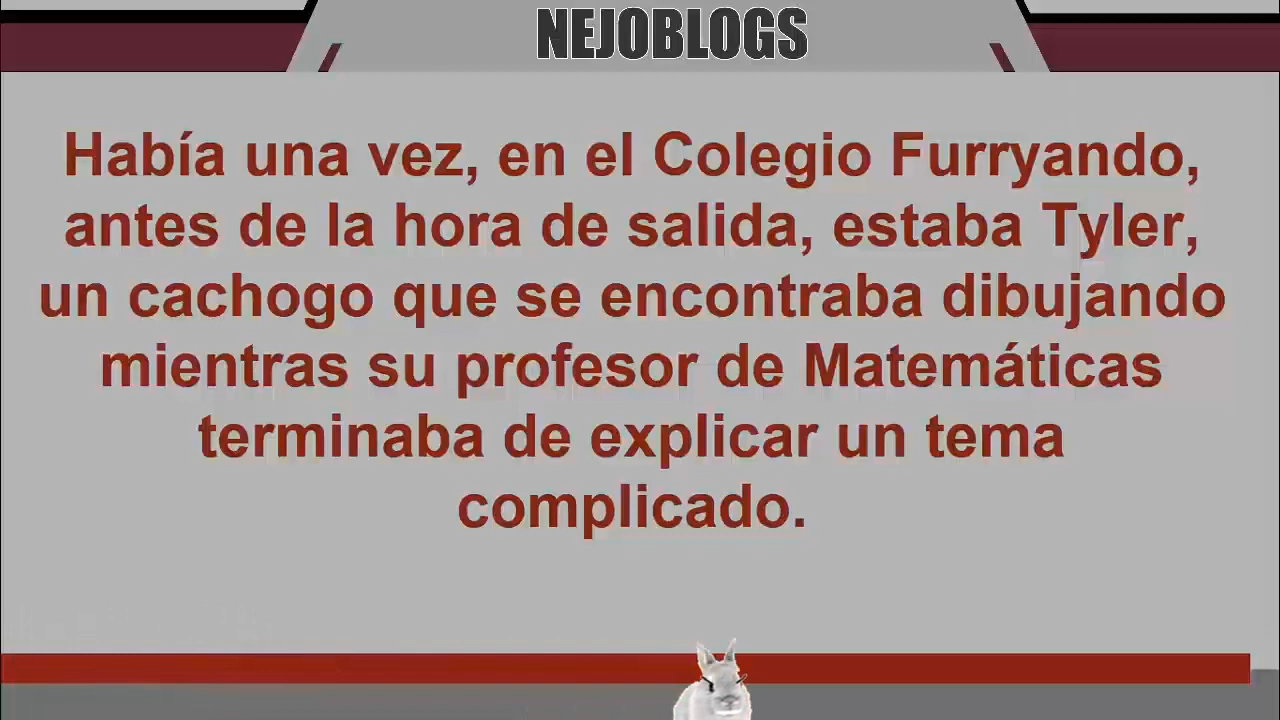 NEJOBLOGS
Había una vez, en el Colegio Furryando,
antes de la hora de salida, estaba Tyler,
un cachogo que se encontraba dibujando
mientras su profesor de Matemáticas
terminaba de explicar un tema
complicado.